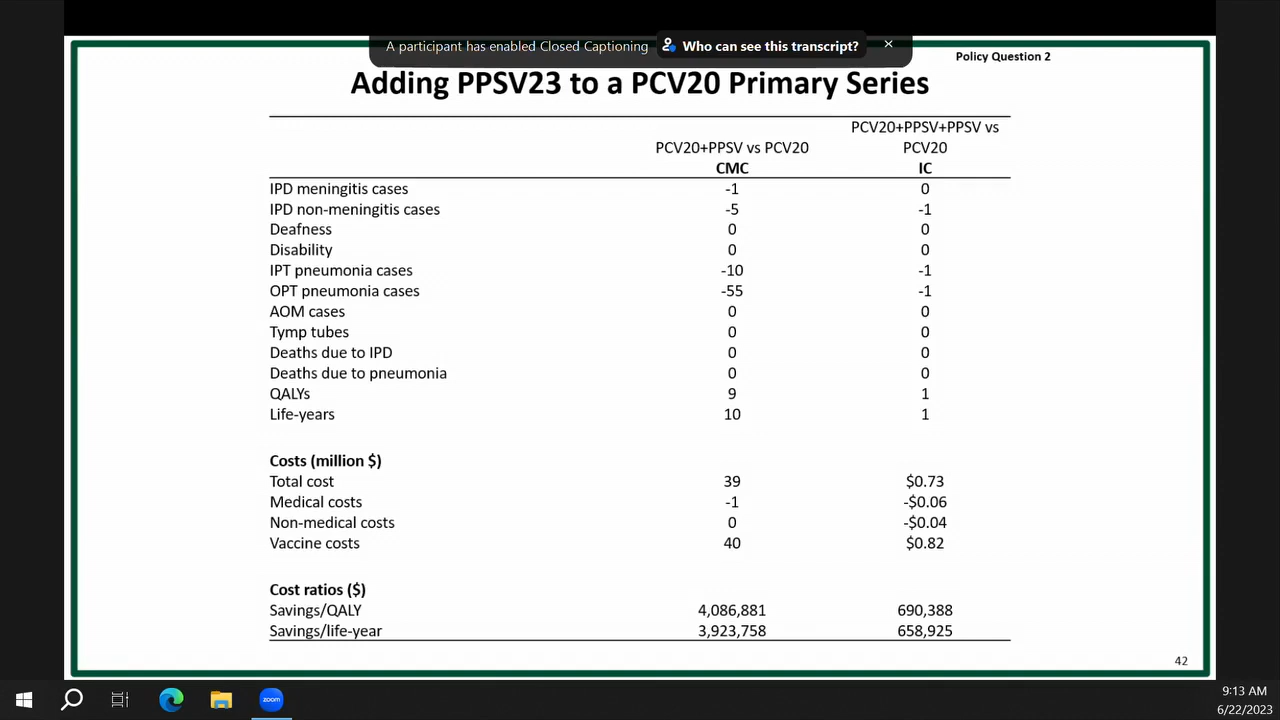 A participant has enabled Closed Captioning Who can see this transcript? ×
Policy Question 2
Adding PPSV23 to a PCV20 Primary Series
PCV20+PPSV+PPSV vs
PCV20+PPSV vs PCV20 PCV20
CMC IC
IPD meningitis cases -1 0
IPD non-meningitis cases -5 -1
Deafness 0 0
Disability 0 0
IPT pneumonia cases -10 -1
OPT pneumonia cases -55 -1
AOM cases 0 0
Tymp tubes 0 0
Deaths due to IPD 0 0
Deaths due to pneumonia 0 0
QALYs 9 1
Life-years 10 1
Costs (million $)
Total cost 39 $0.73
Medical costs -1 -$0.06
Non-medical costs 0 -$0.04
Vaccine costs 40 $0.82
Cost ratios ($)
Savings/QALY 4,086,881 690,388
Savings/life-year 3,923,758 658,925
42
zoom
9:13 AM
6/22/2023